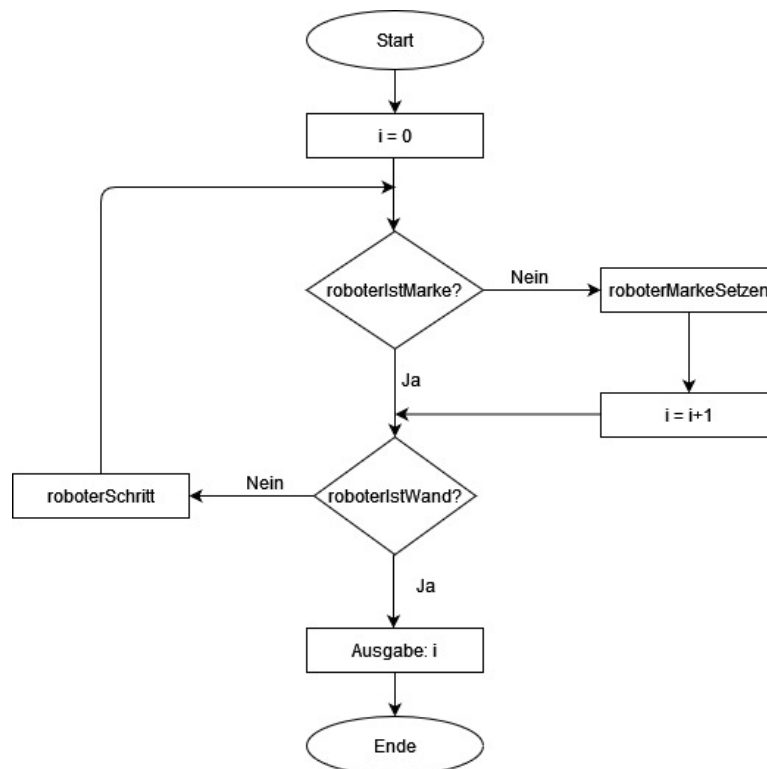 Start
i = 0
roboterIstMarke?
Nein
roboterMarkeSetzen
Ja
i = i+1
roboterIstWand?
Nein
roboterSchritt
Ja
Ausgabe: i
Ende